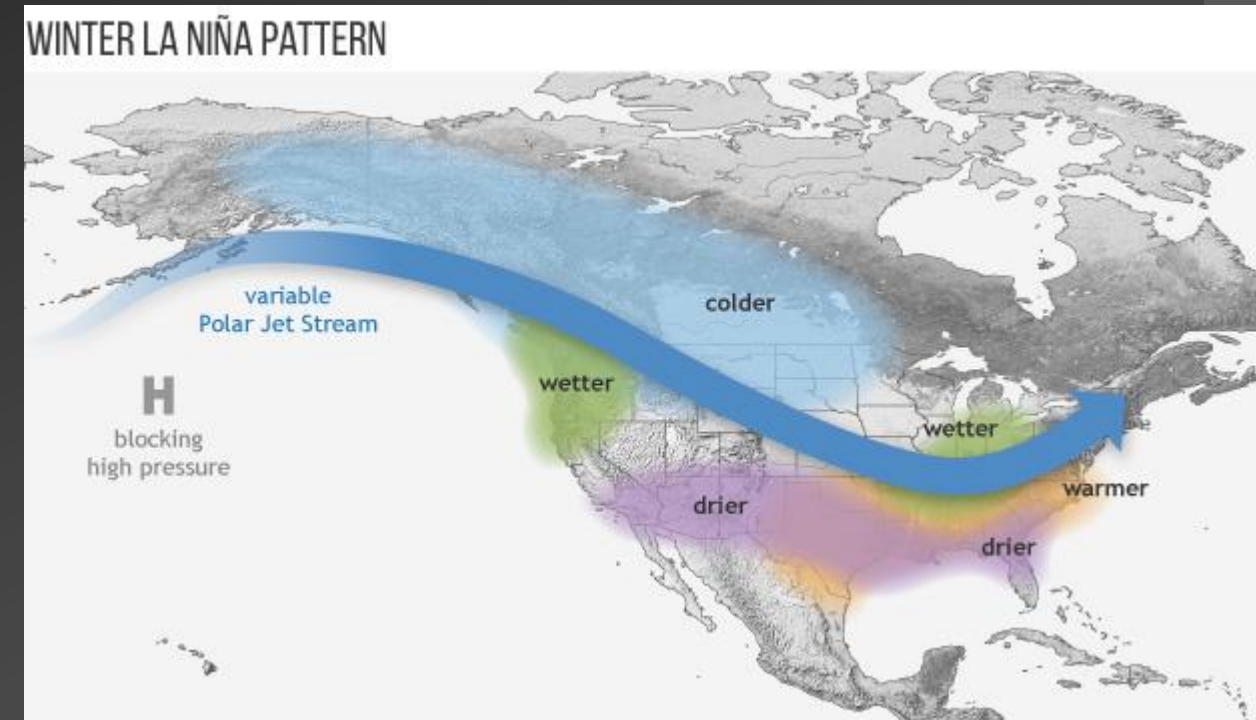 WINTER LA NIÑA PATTERN
variable
Polar Jet Stream
colder
H
blocking
high pressure
wetter
wetter
warmer
drier
drier